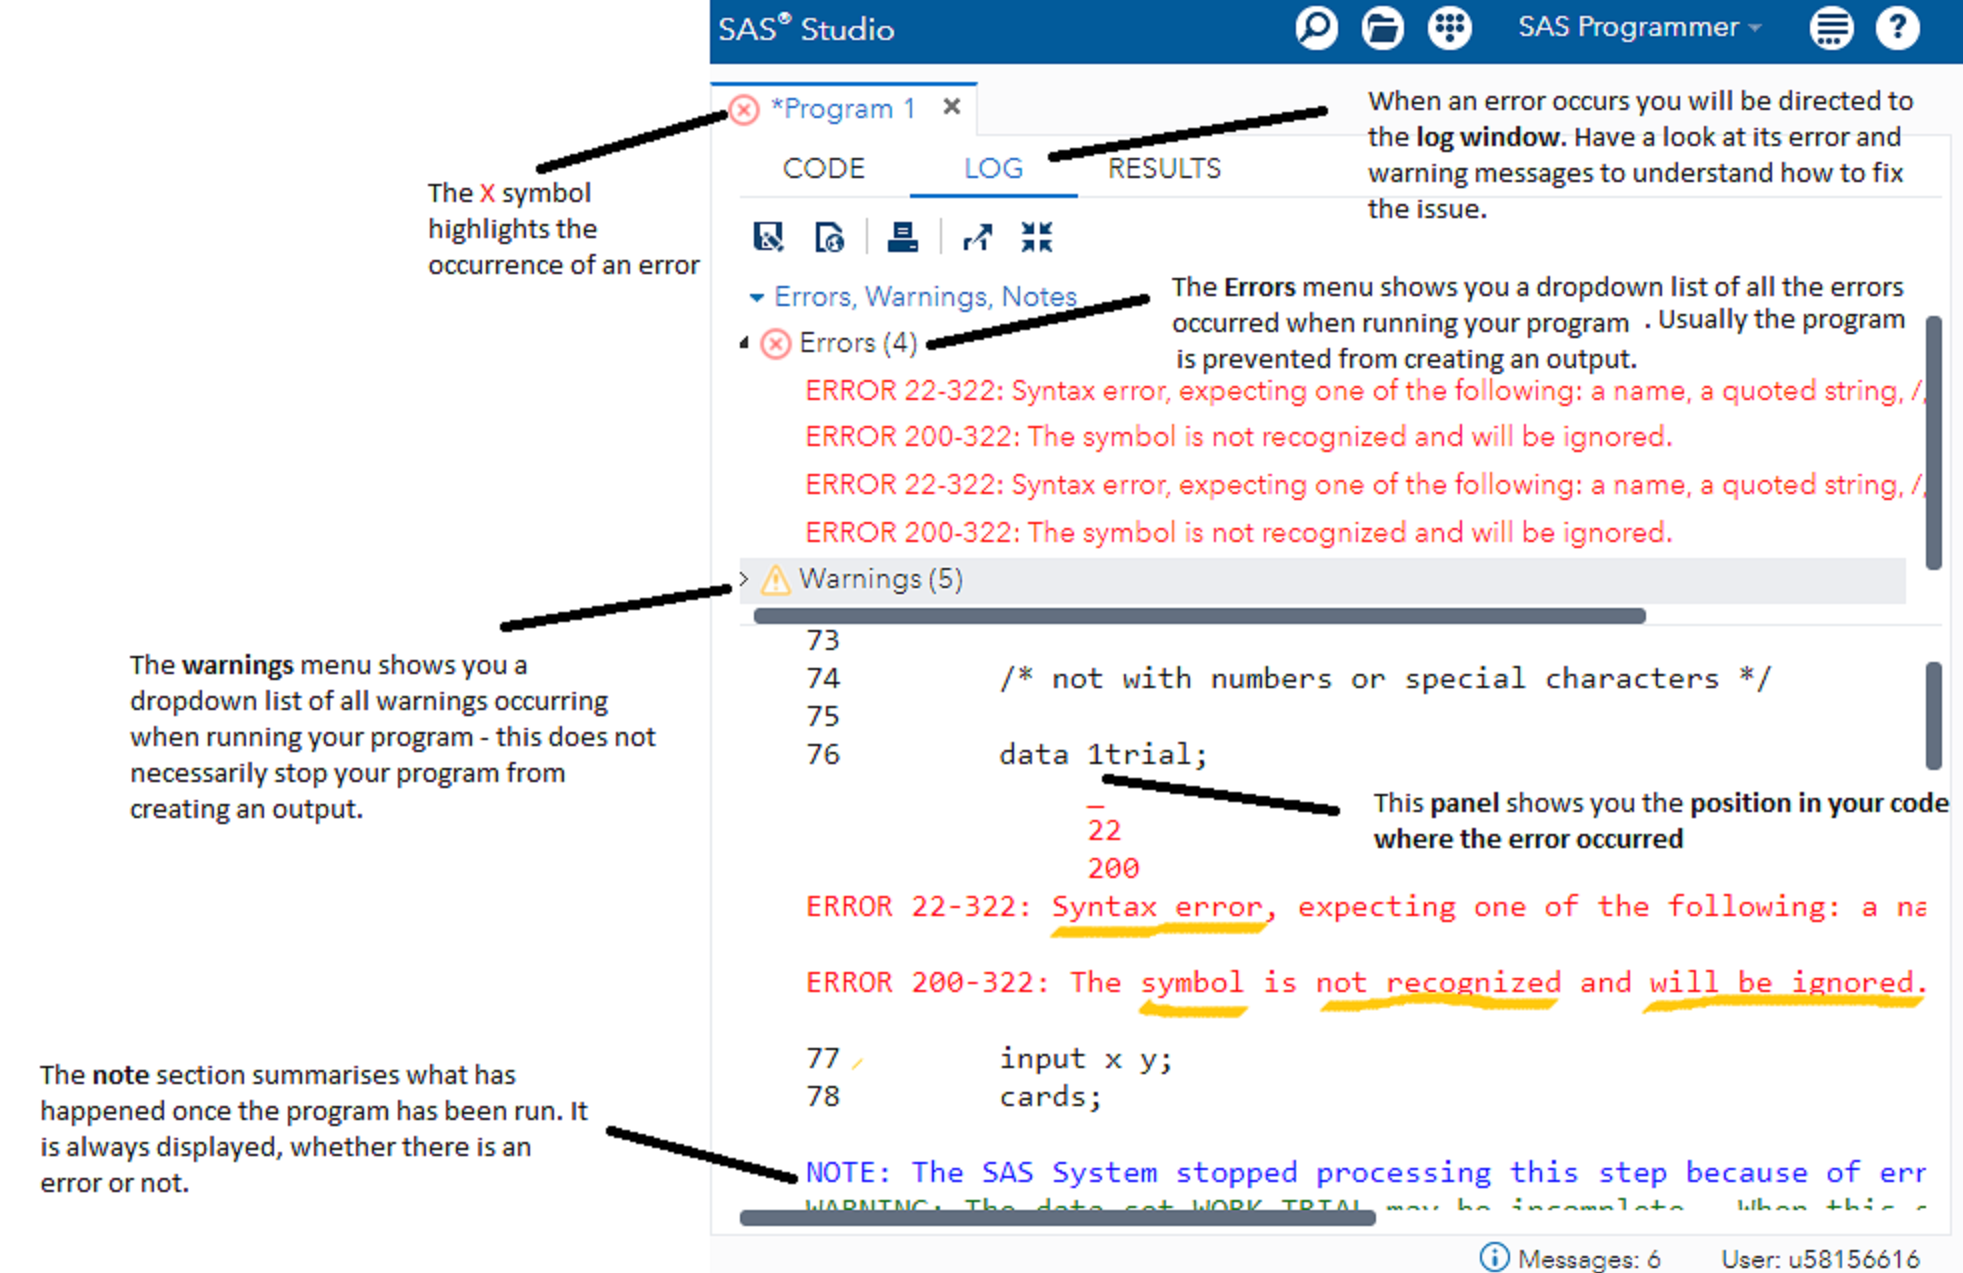 SAS® Studio
SAS Programmer
*Program 1
CODE
LOG
RESULTS
When an error occurs you will be directed to
the log window. Have a look at its error and
warning messages to understand how to fix
the issue.
The X symbol
highlights the
occurrence of an error
Errors, Warnings, Notes
Errors (4)
The Errors menu shows you a dropdown list of all the errors
occurred when running your program . Usually the program
is prevented from creating an output.
ERROR 22-322: Syntax error, expecting one of the following: a name, a quoted string, /,
ERROR 200-322: The symbol is not recognized and will be ignored.
ERROR 22-322: Syntax error, expecting one of the following: a name, a quoted string, /,
ERROR 200-322: The symbol is not recognized and will be ignored.
Warnings (5)
The warnings menu shows you a
dropdown list of all warnings occurring
when running your program - this does not
necessarily stop your program from
creating an output.
73
74 /* not with numbers or special characters */
75
76 data 1trial;
_
22
200
This panel shows you the position in your code
where the error occurred
ERROR 22-322: Syntax error, expecting one of the following: a na
ERROR 200-322: The symbol is not recognized and will be ignored.
77 input x y;
78 cards;
The note section summarises what has
happened once the program has been run. It
is always displayed, whether there is an
error or not.
NOTE: The SAS System stopped processing this step because of err
WARNING: The data set WORK.TRIAL may be incomplete. When this s
Messages: 6
User: u58156616